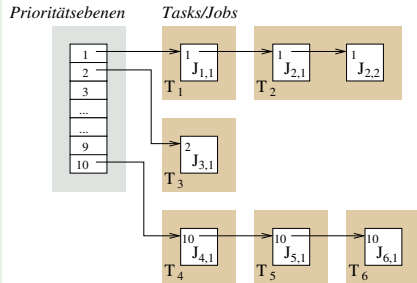 Prioritätsebenen Tasks/Jobs
1 1 J1,1 1 J2,1 1 J2,2
2 T1 T2
3
...
...
9 2 J3,1
10 T3
10 J4,1 10 J5,1 10 J6,1
T4 T5 T6